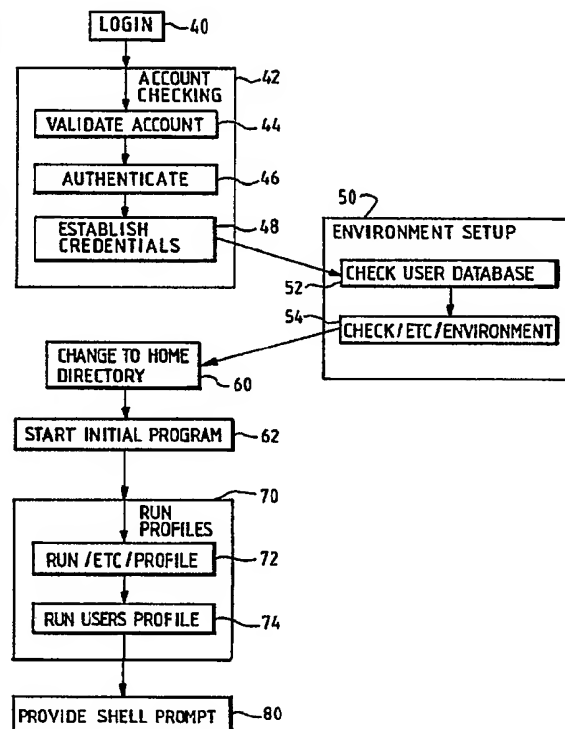 LOGIN
40
ACCOUNT
CHECKING
42
VALIDATE ACCOUNT
44
AUTHENTICATE
46
ESTABLISH
CREDENTIALS
48
50
ENVIRONMENT SETUP
CHECK USER DATABASE
52
54
CHECK/ETC/ENVIRONMENT
CHANGE TO HOME
DIRECTORY
60
START INITIAL PROGRAM
62
70
RUN
PROFILES
RUN /ETC/PROFILE
72
RUN USERS PROFILE
74
PROVIDE SHELL PROMPT
80